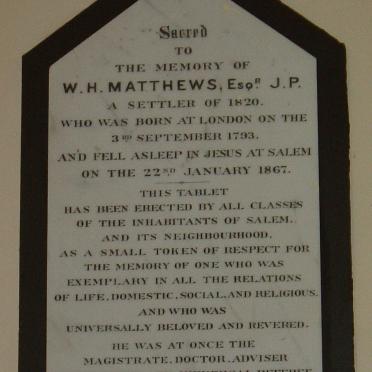 Sacred
TO
THE MEMORY OF
W. H. MATTHEWS, ESQR J.P.
A SETTLER OF 1820.
WHO WAS BORN AT LONDON ON THE
3RD SEPTEMBER 1793.
AND FELL ASLEEP IN JESUS AT SALEM
ON THE 22ND JANUARY 1867.
THIS TABLET
HAS BEEN ERECTED BY ALL CLASSES
OF THE INHABITANTS OF SALEM.
AND ITS NEIGHBOURHOOD.
AS A SMALL TOKEN OF RESPECT FOR
THE MEMORY OF ONE WHO WAS
EXEMPLARY IN ALL THE RELATIONS
OF LIFE, DOMESTIC, SOCIAL, AND RELIGIOUS.
AND WHO WAS
UNIVERSALLY BELOVED AND REVERED.
HE WAS AT ONCE THE
MAGISTRATE, DOCTOR, ADVISER